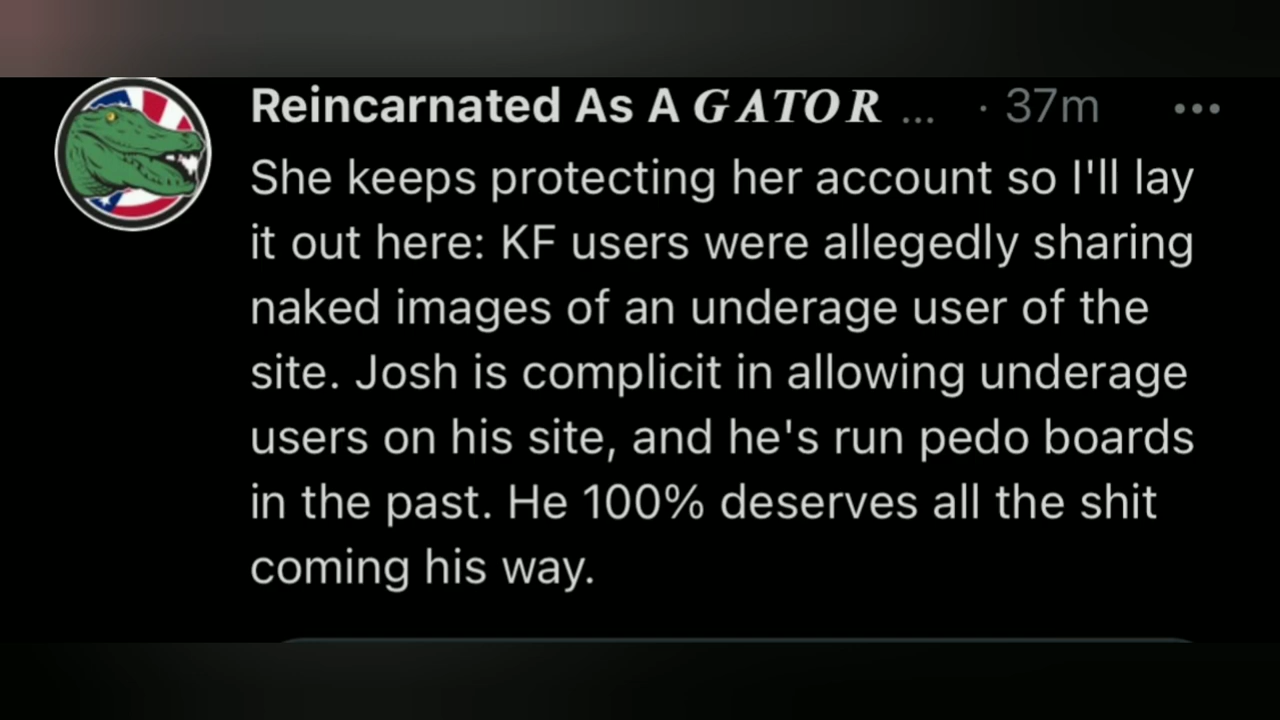 Reincarnated As A GATOR ... · 37m
She keeps protecting her account so I'll lay
it out here: KF users were allegedly sharing
naked images of an underage user of the
site. Josh is complicit in allowing underage
users on his site, and he's run pedo boards
in the past. He 100% deserves all the shit
coming his way.